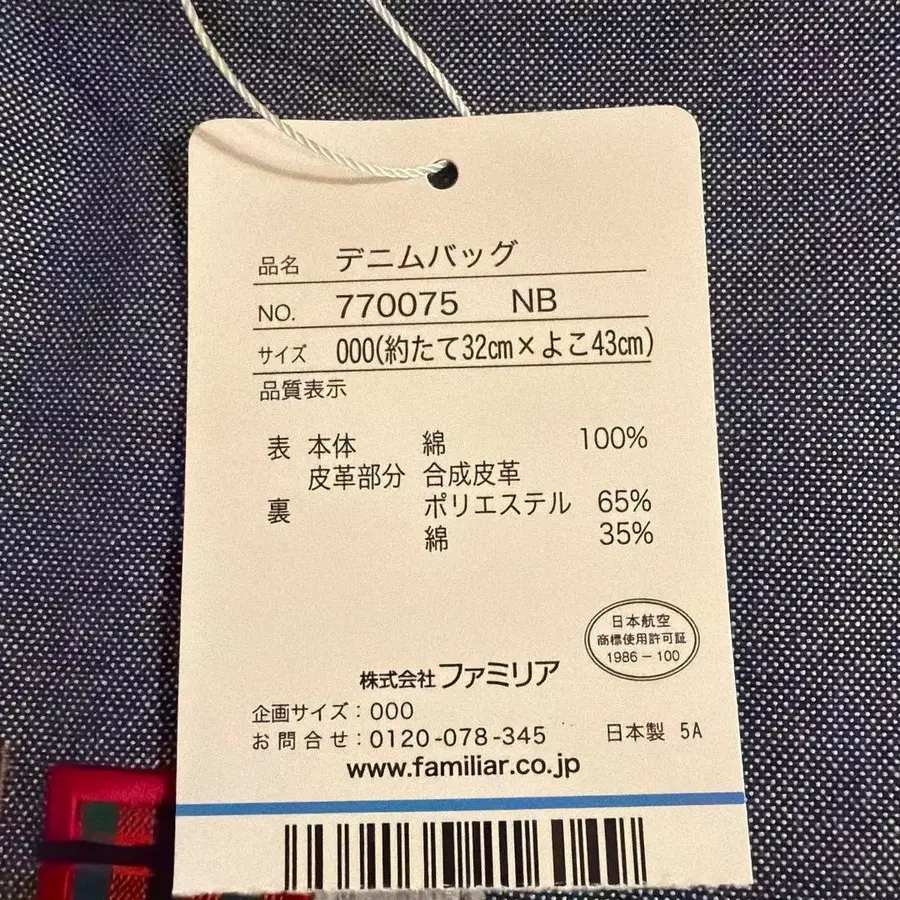 品名 デニムバッグ
NO. 770075 NB
サイズ 000(約たて32cm×よこ43cm)
品質表示
表 本体 綿 100%
皮革部分 合成皮革
裏 ポリエステル 65%
綿 35%
日本航空
商標使用許可証
1986-100
株式会社ファミリア
企画サイズ:000
お問合せ:0120-078-345 日本製 5A
www.familiar.co.jp